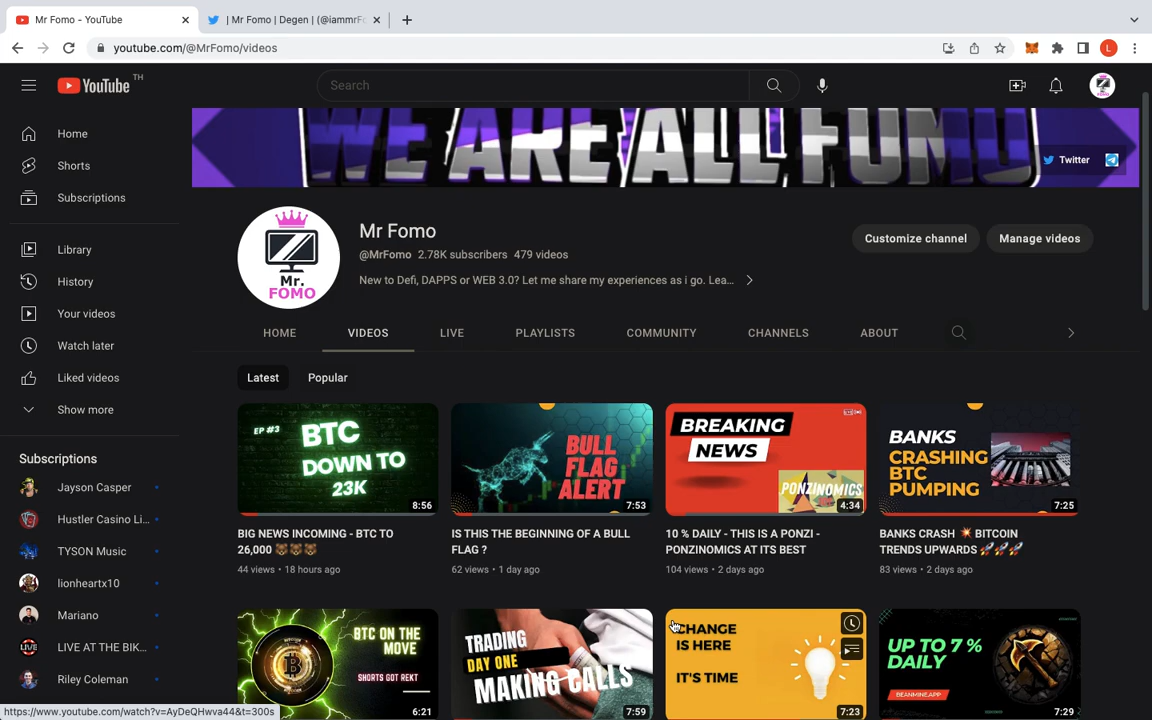 Mr Fomo - YouTube
| Mr Fomo | Degen | (@iammrFo
youtube.com/@MrFomo/videos
L
YouTube TH
Search
WE ARE ALL FOMO
Twitter
Home
Shorts
Subscriptions
Library
History
Your videos
Watch later
Liked videos
Show more
Subscriptions
Jayson Casper
Hustler Casino Li...
TYSON Music
lionheartx10
Mariano
LIVE AT THE BIK...
Riley Coleman
Mr.
FOMO
Mr Fomo
@MrFomo 2.78K subscribers 479 videos
New to Defi, DAPPS or WEB 3.0? Let me share my experiences as i go. Lea...
Customize channel
Manage videos
HOME
VIDEOS
LIVE
PLAYLISTS
COMMUNITY
CHANNELS
ABOUT
Latest
Popular
EP #3
BTC
DOWN TO
23K
8:56
BIG NEWS INCOMING - BTC TO
26,000 🐻🐻🐻
44 views • 18 hours ago
BULL
FLAG
ALERT
7:53
IS THIS THE BEGINNING OF A BULL
FLAG ?
62 views • 1 day ago
BREAKING
NEWS
PONZINOMICS
4:34
10 % DAILY - THIS IS A PONZI -
PONZINOMICS AT ITS BEST
104 views • 2 days ago
BANKS
CRASHING
BTC
PUMPING
7:25
BANKS CRASH 💥 BITCOIN
TRENDS UPWARDS 🚀🚀🚀
83 views • 2 days ago
BTC ON THE
MOVE
SHORTS GOT REKT
6:21
TRADING
DAY ONE
MAKING CALLS
7:59
CHANGE
IS HERE
IT'S TIME
7:23
UP TO 7 %
DAILY
BEANMINE.APP
7:29
https://www.youtube.com/watch?v=AyDeQHwva44&t=300s